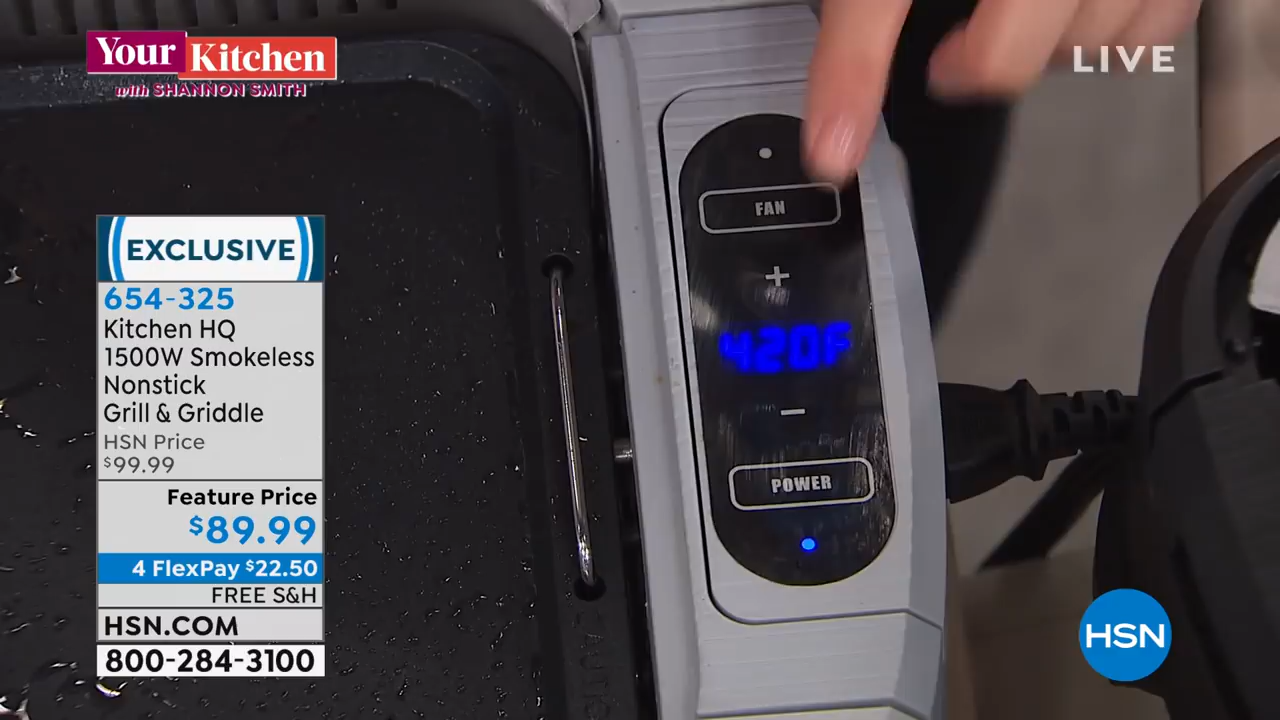 Your Kitchen
with SHANNON SMITH
LIVE
EXCLUSIVE
654-325
Kitchen HQ
1500W Smokeless
Nonstick
Grill & Griddle
HSN Price
$99.99
Feature Price
$89.99
4 FlexPay $22.50
FREE S&H
HSN.COM
800-284-3100
FAN
+
420F
−
POWER
HSN